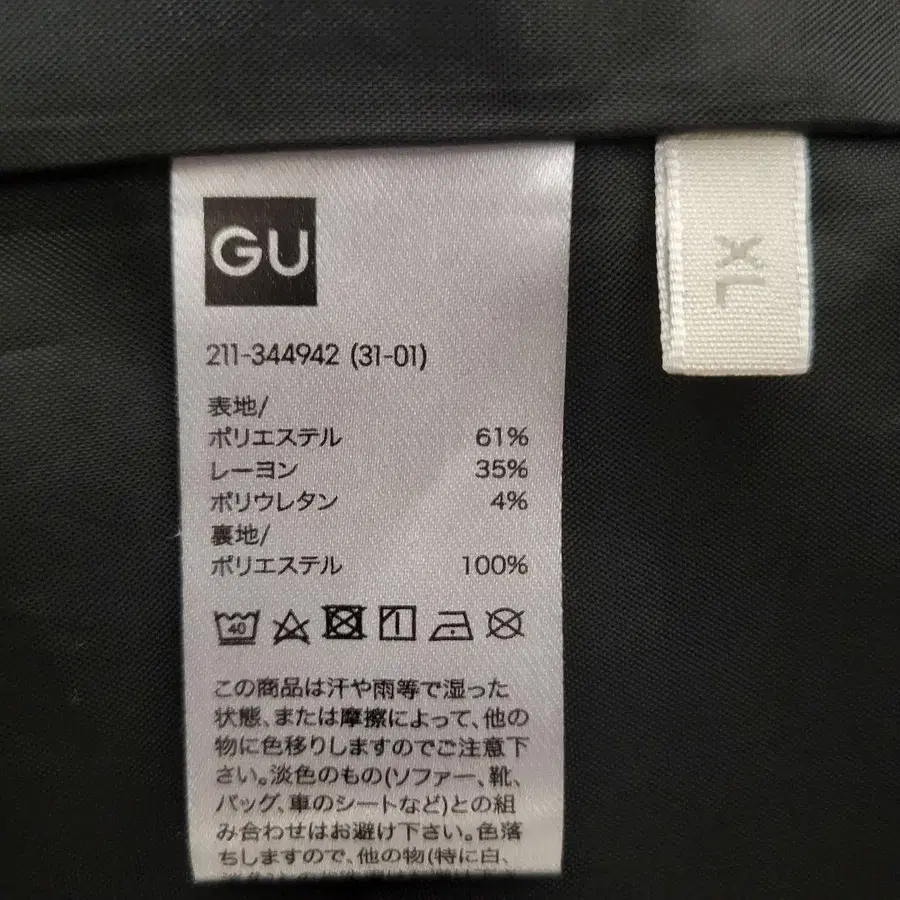 GU
XL
211-344942 (31-01)
表地/
ポリエステル 61%
レーヨン 35%
ポリウレタン 4%
裏地/
ポリエステル 100%
40
この商品は汗や雨等で湿った
状態、または摩擦によって、他の
物に色移りしますのでご注意下
さい。淡色のもの(ソファー、靴、
バッグ、車のシートなど)との組
み合わせはお避け下さい。色落
ちしますので、他の物(特に白、